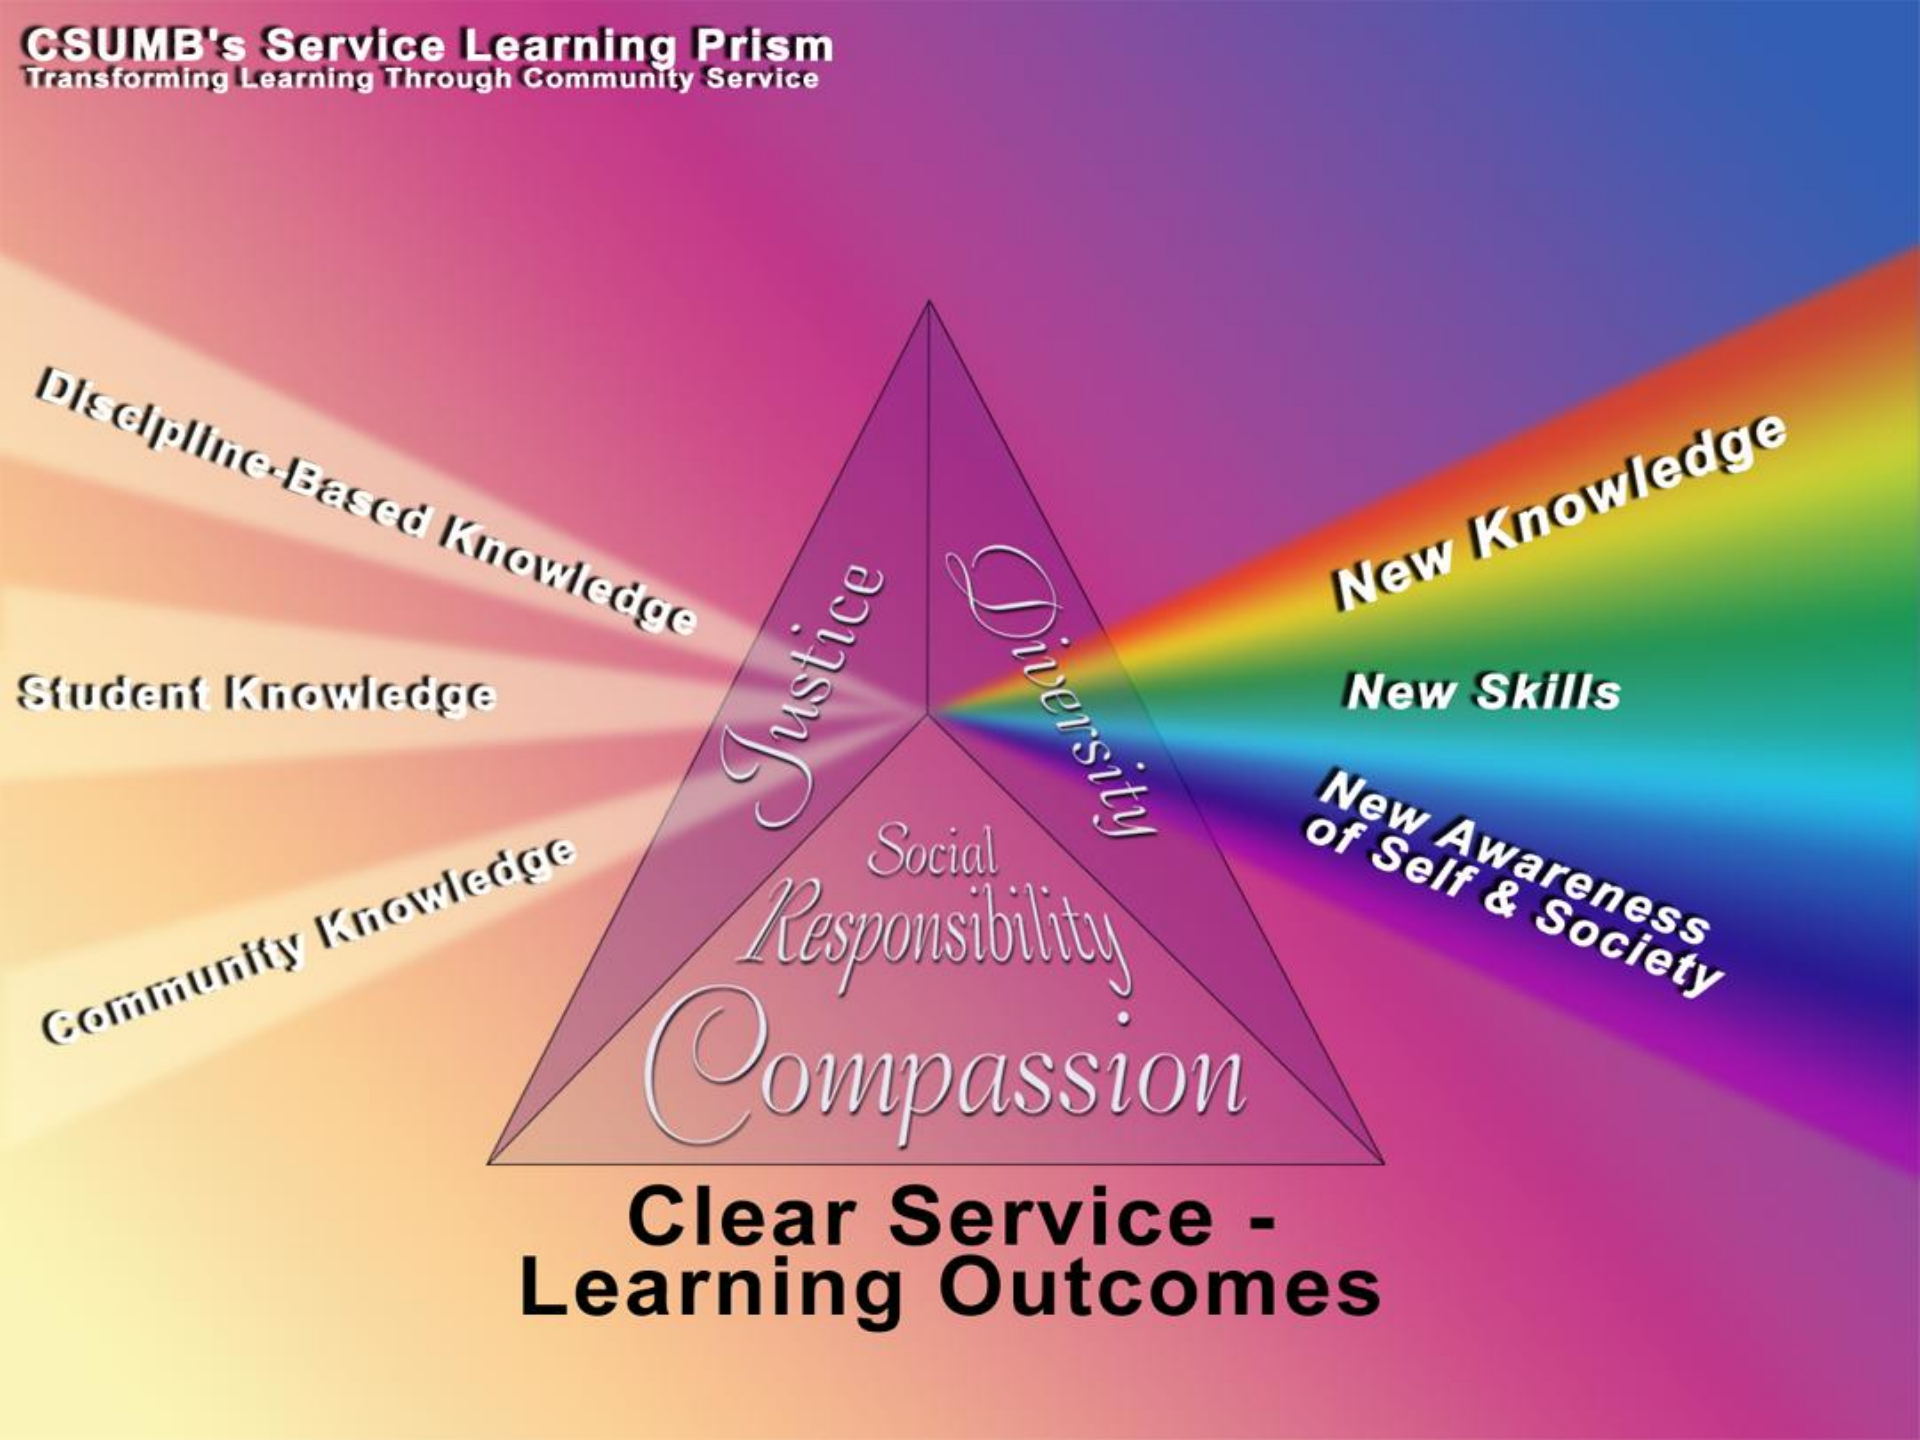 CSUMB's Service Learning Prism
Transforming Learning Through Community Service
Discipline-Based Knowledge
Student Knowledge
Community Knowledge
Justice
Diversity
Social
Responsibility
Compassion
New Knowledge
New Skills
New Awareness
of Self & Society
Clear Service -
Learning Outcomes